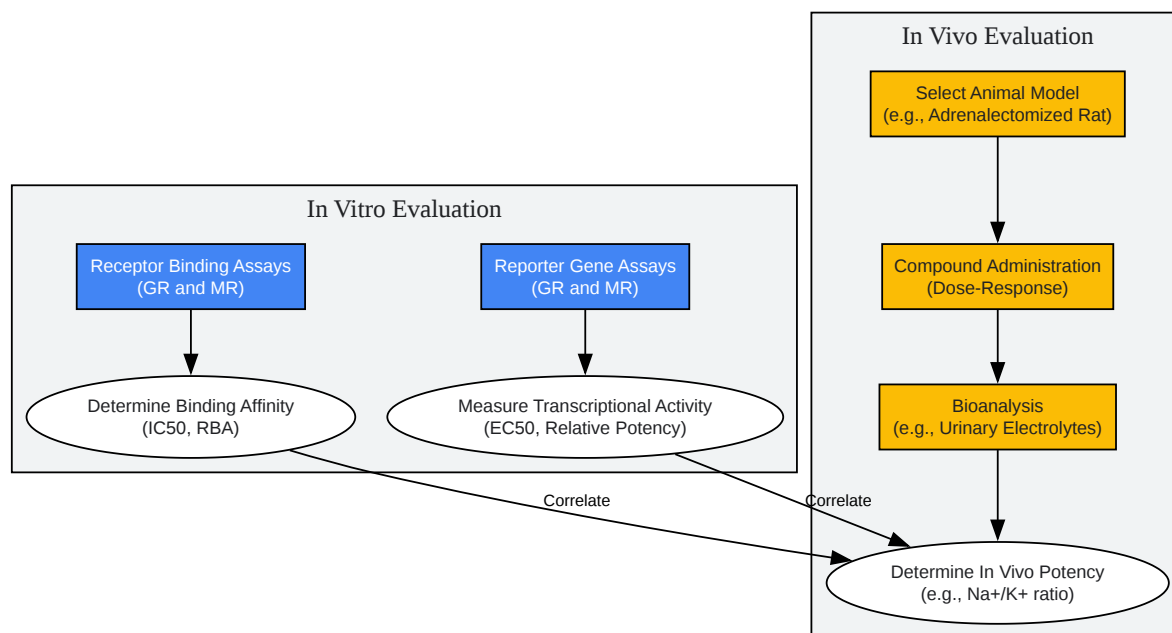 In Vitro Evaluation
Receptor Binding Assays
(GR and MR)
Reporter Gene Assays
(GR and MR)
Determine Binding Affinity
(IC50, RBA)
Measure Transcriptional Activity
(EC50, Relative Potency)
Correlate
Correlate
In Vivo Evaluation
Select Animal Model
(e.g., Adrenalectomized Rat)
Compound Administration
(Dose-Response)
Bioanalysis
(e.g., Urinary Electrolytes)
Determine In Vivo Potency
(e.g., Na+/K+ ratio)